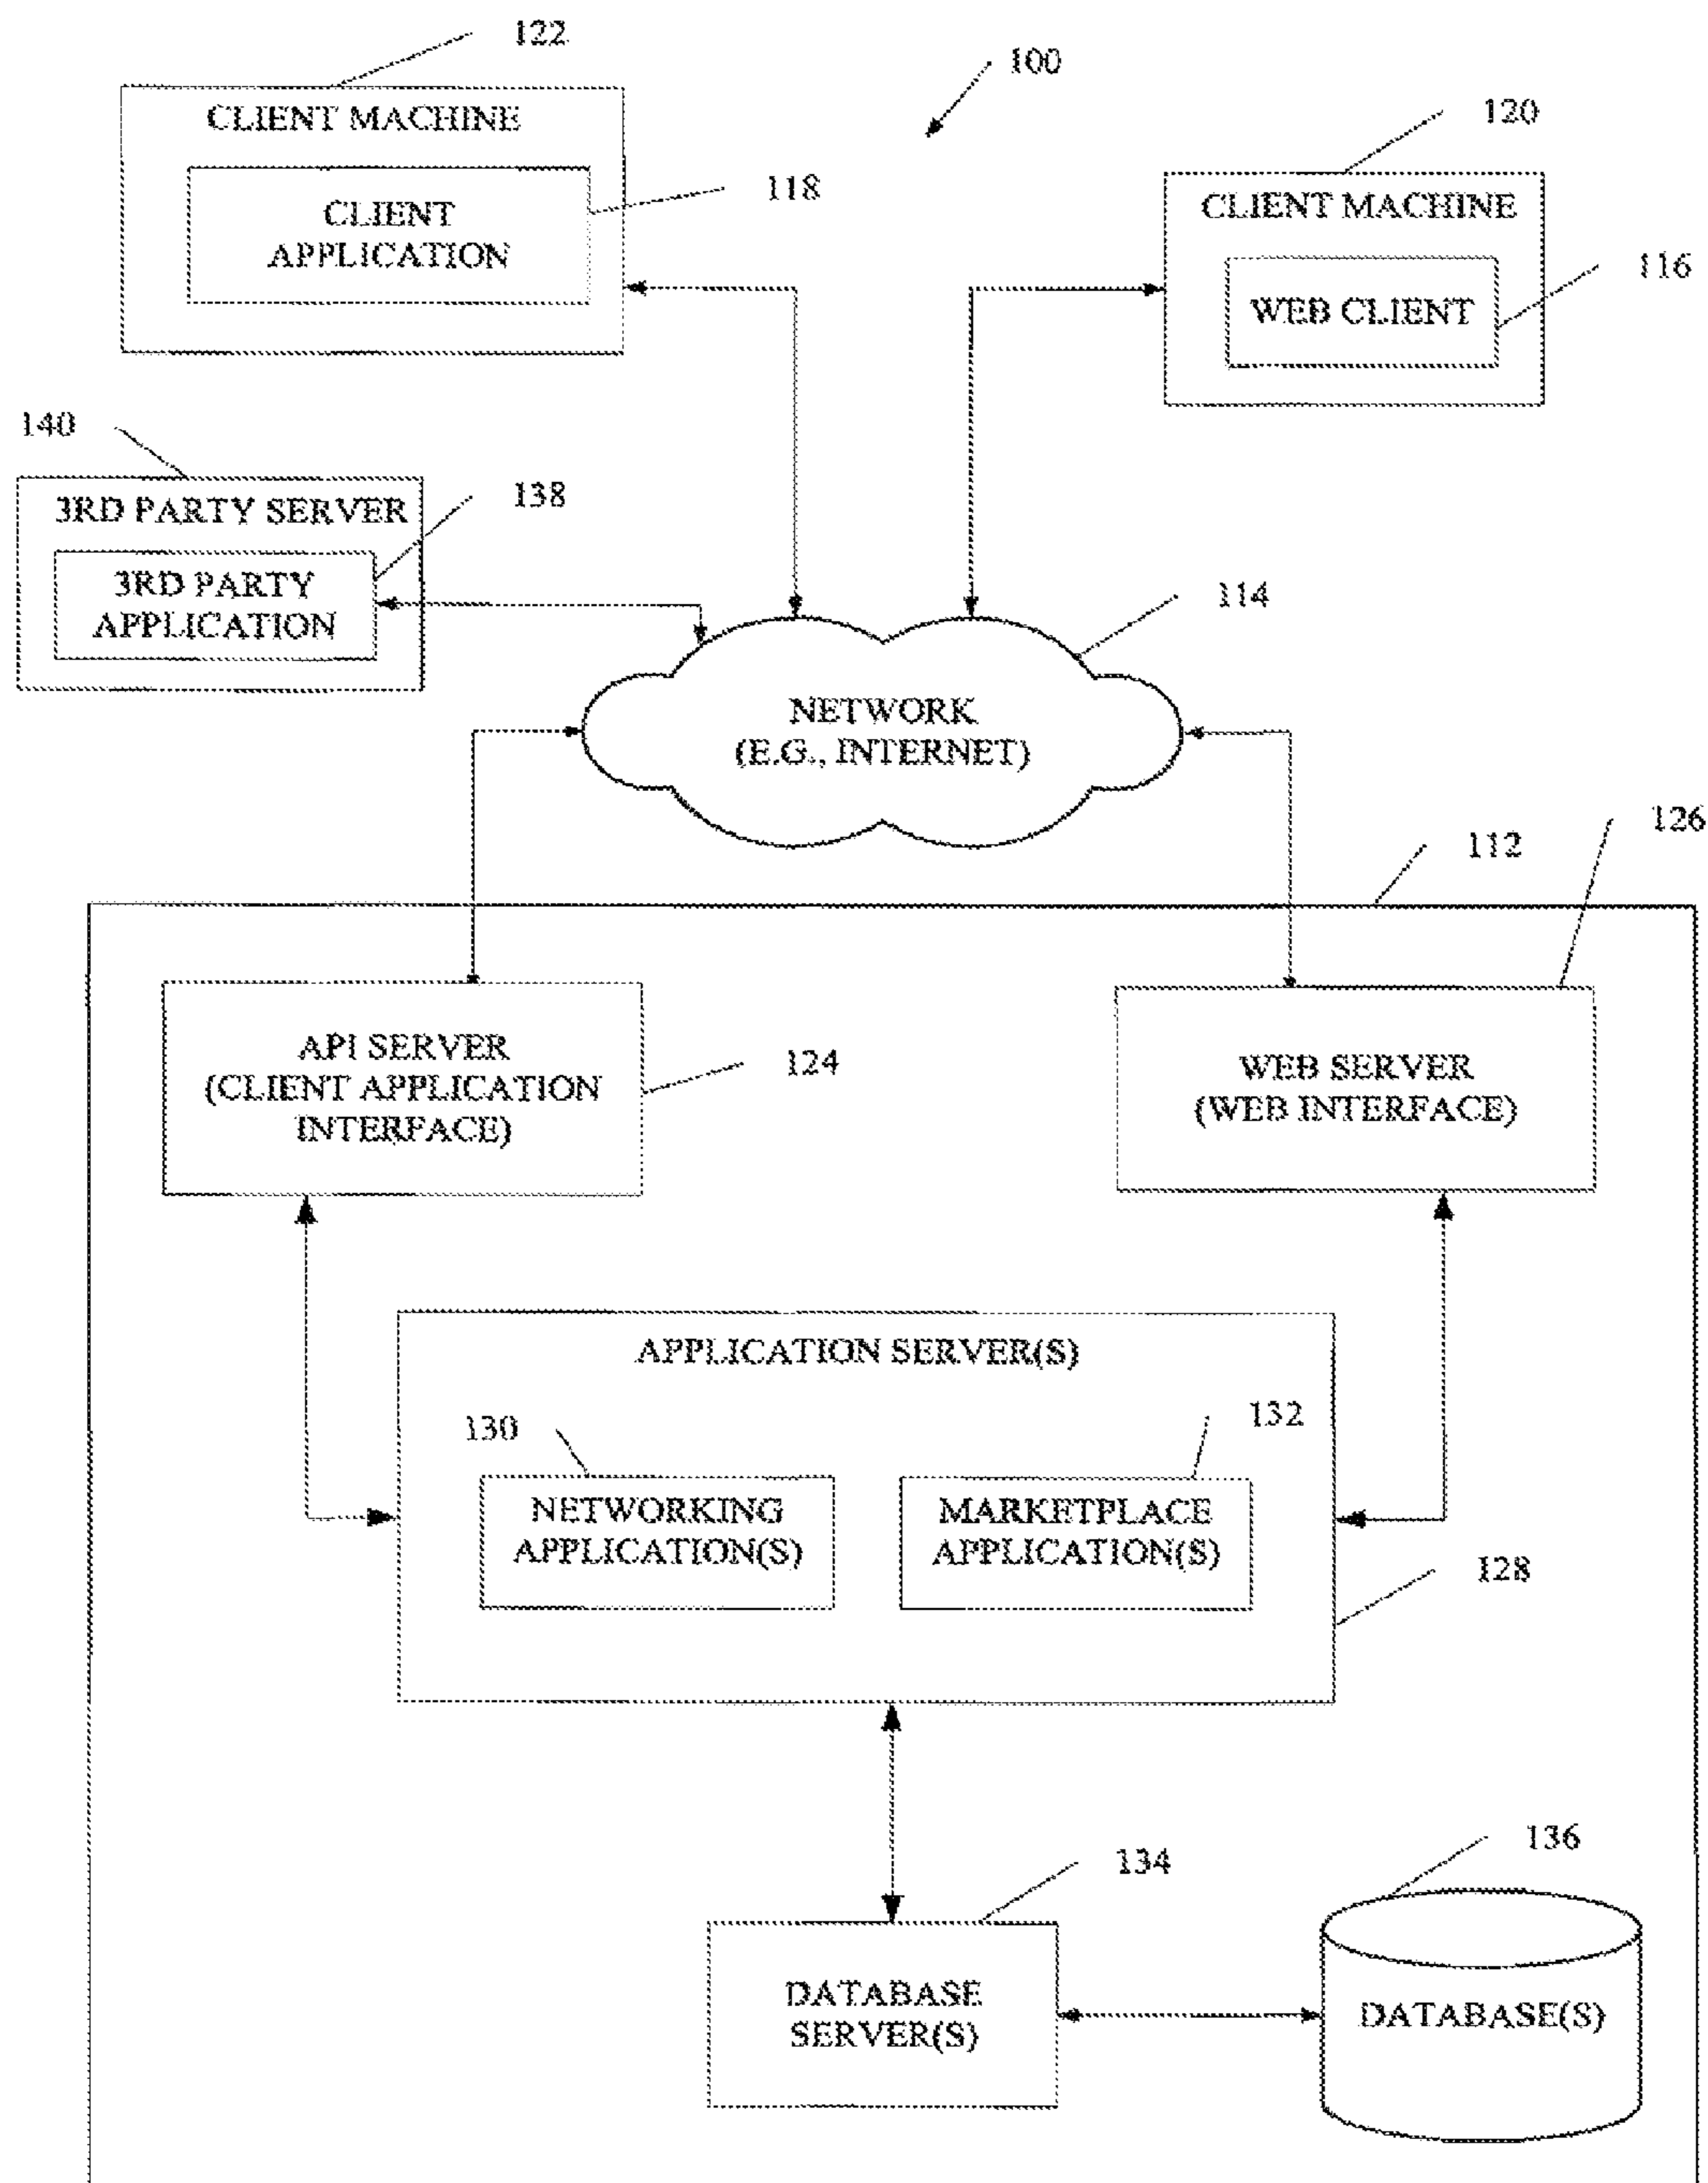 122
100
CLIENT MACHINE
120
118
CLIENT
APPLICATION
CLIENT MACHINE
116
WEB CLIENT
140
3RD PARTY SERVER
138
3RD PARTY
APPLICATION
114
NETWORK
(E.G., INTERNET)
126
112
API SERVER
(CLIENT APPLICATION
INTERFACE)
124
WEB SERVER
(WEB INTERFACE)
APPLICATION SERVER(S)
130
132
NETWORKING
APPLICATION(S)
MARKETPLACE
APPLICATION(S)
128
134
136
DATABASE
SERVER(S)
DATABASE(S)